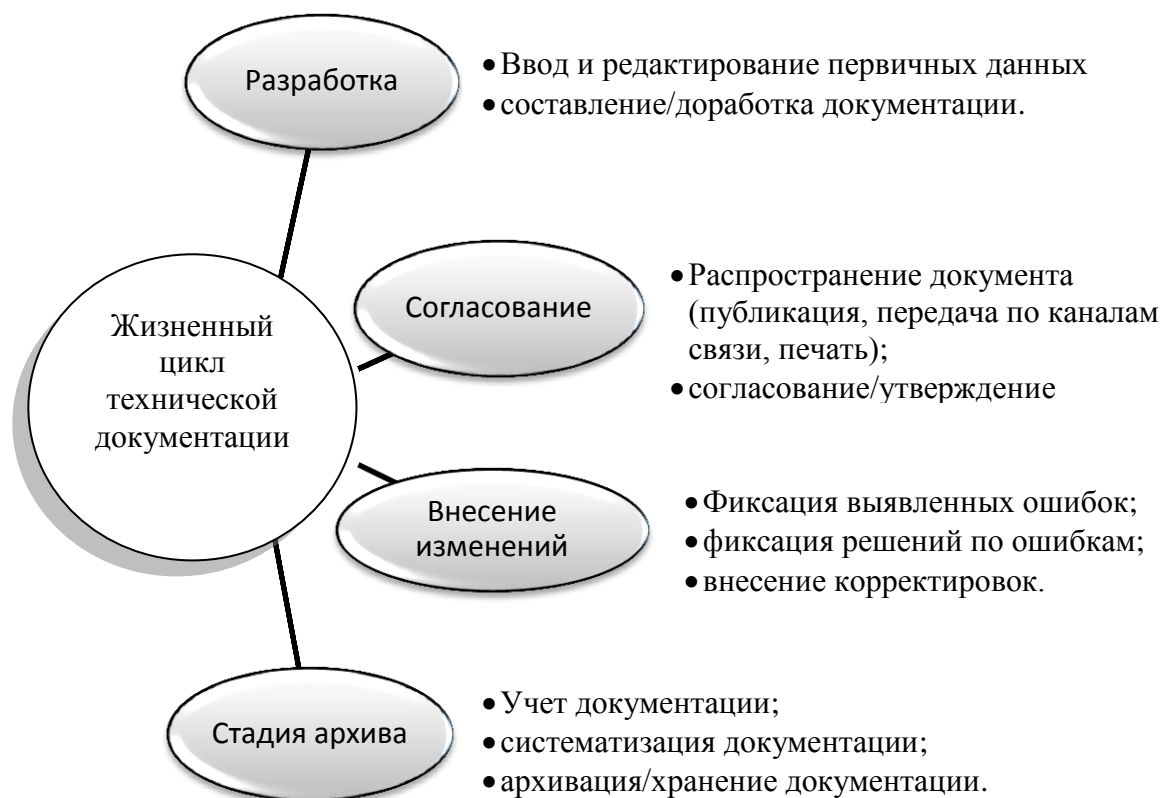 Разработка
• Ввод и редактирование первичных данных
• составление/доработка документации.
Жизненный
цикл
технической
документации
Согласование
• Распространение документа
(публикация, передача по каналам
связи, печать);
• согласование/утверждение
Внесение
изменений
• Фиксация выявленных ошибок;
• фиксация решений по ошибкам;
• внесение корректировок.
Стадия архива
• Учет документации;
• систематизация документации;
• архивация/хранение документации.